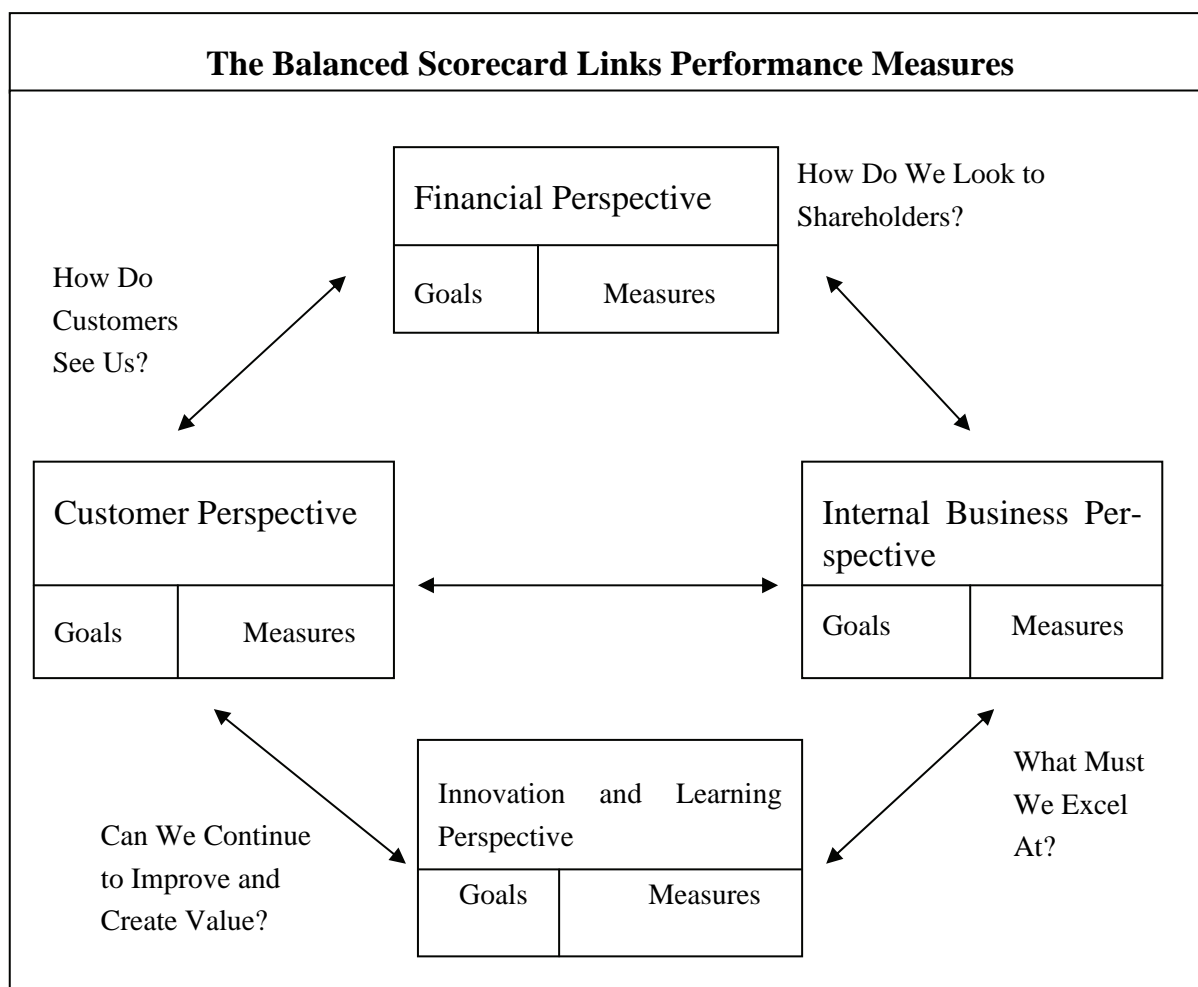 The Balanced Scorecard Links Performance Measures
Financial Perspective
Goals
Measures
How Do We Look to
Shareholders?
How Do
Customers
See Us?
Customer Perspective
Goals
Measures
Internal Business Per-
spective
Goals
Measures
Innovation and Learning
Perspective
Goals
Measures
What Must
We Excel
At?
Can We Continue
to Improve and
Create Value?